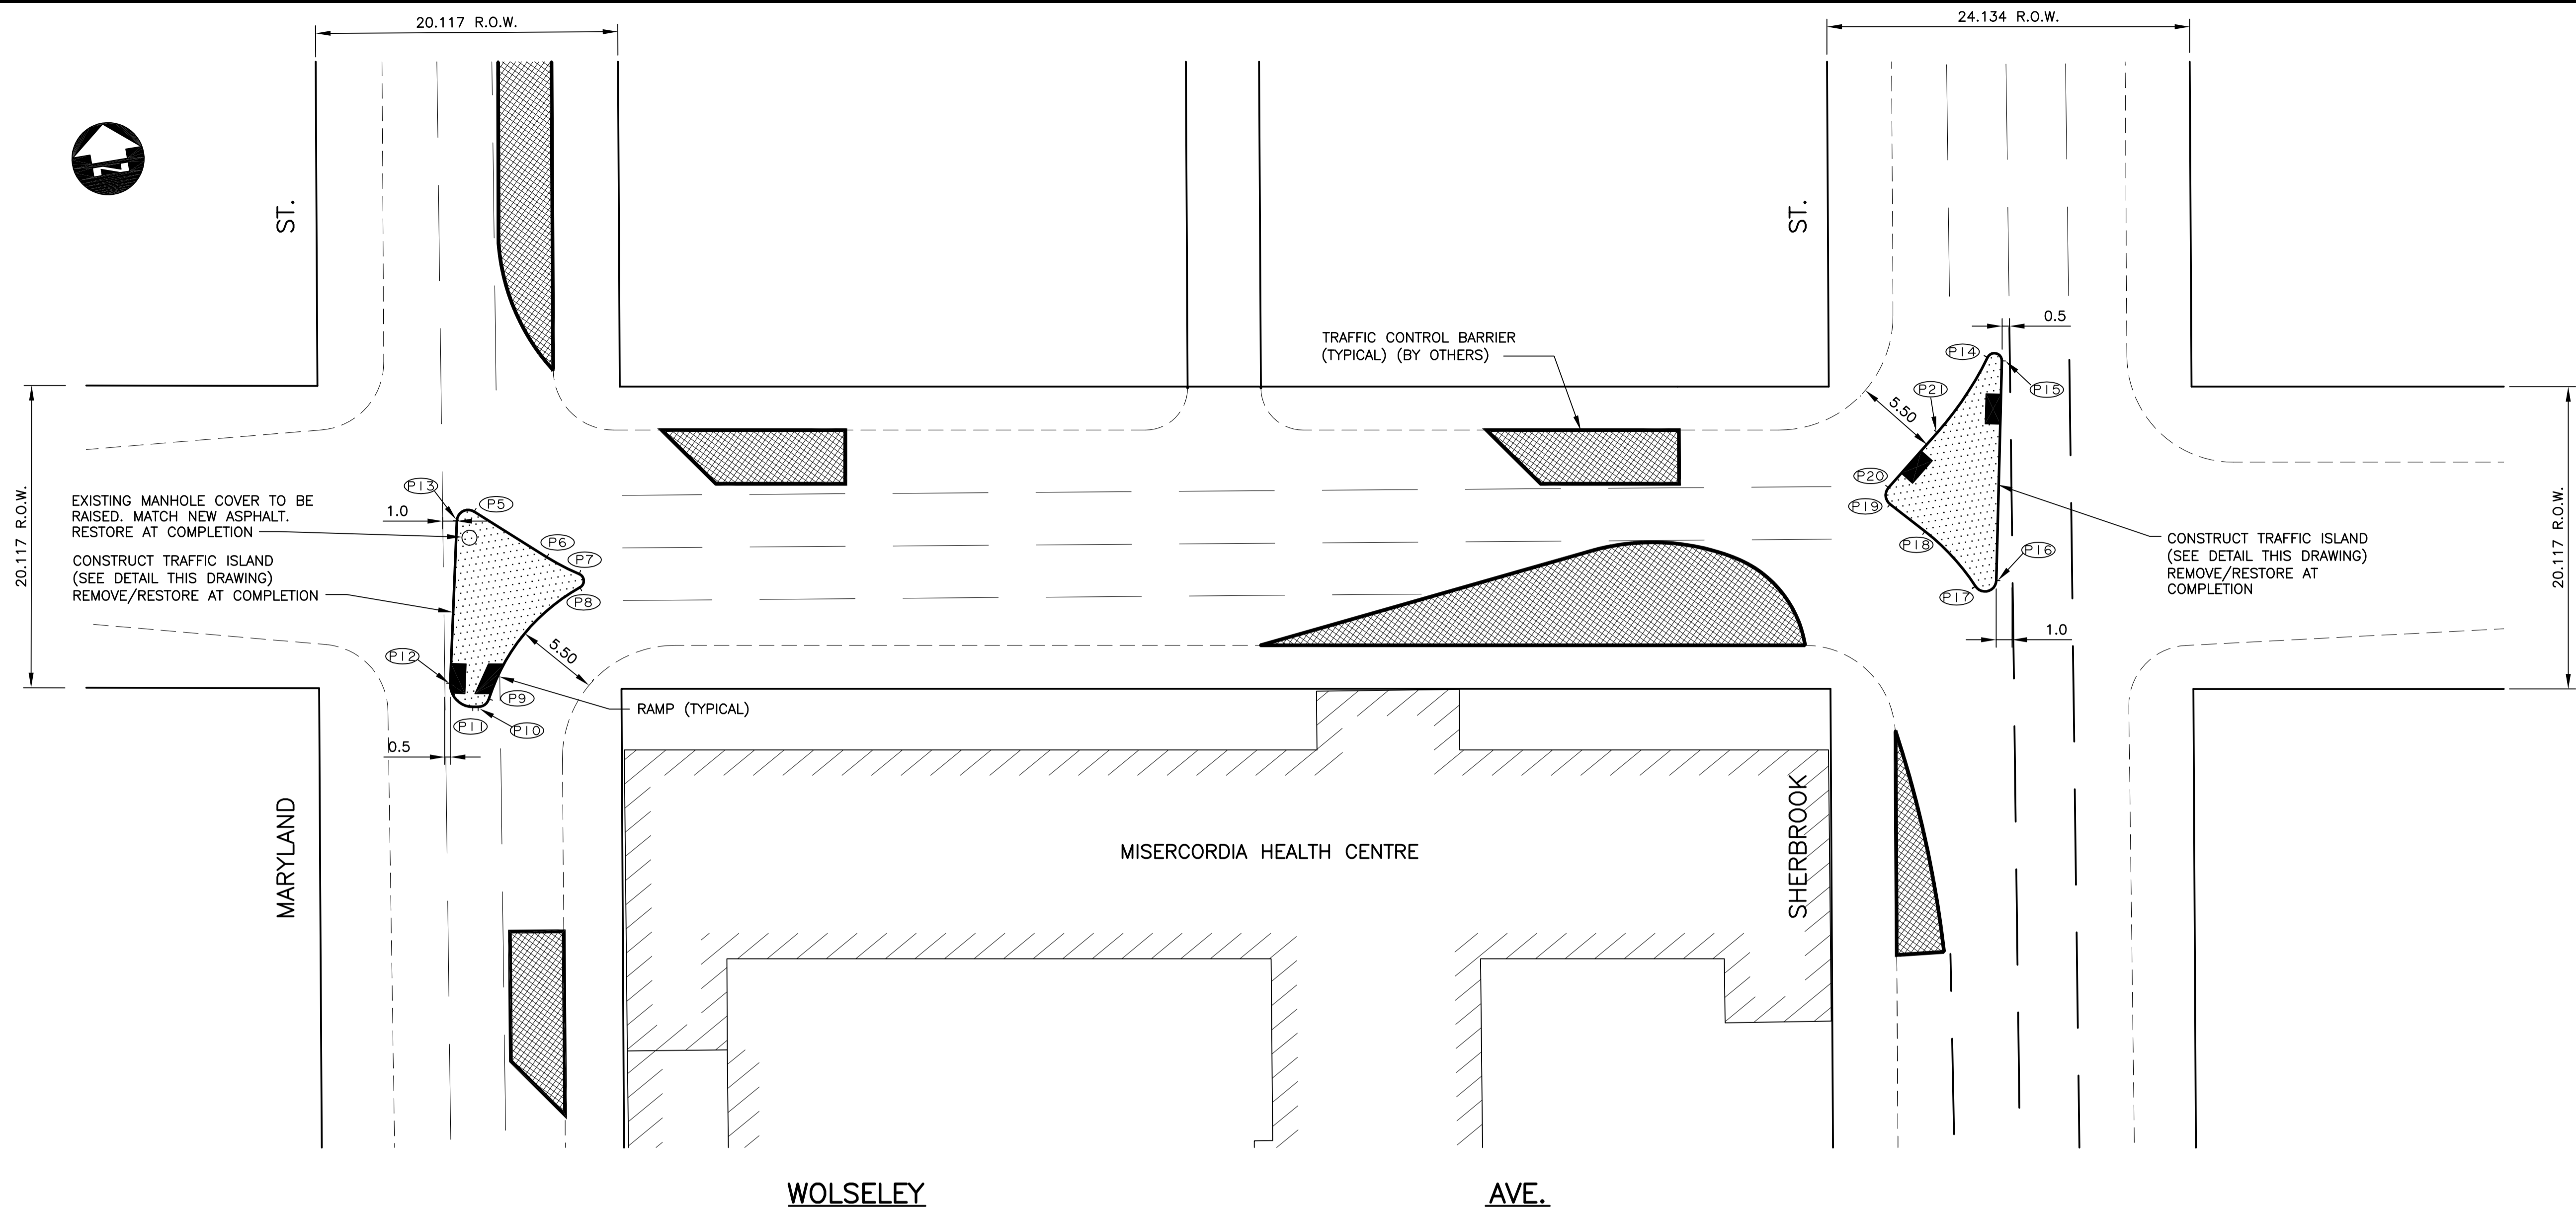 20.117 R.O.W.
24.134 R.O.W.
N
ST.
ST.
TRAFFIC CONTROL BARRIER
(TYPICAL) (BY OTHERS)
0.5
P14
P15
P21
5.50
P20
P19
P18
P16
P17
1.0
20.117 R.O.W.
EXISTING MANHOLE COVER TO BE
RAISED. MATCH NEW ASPHALT.
RESTORE AT COMPLETION
CONSTRUCT TRAFFIC ISLAND
(SEE DETAIL THIS DRAWING)
REMOVE/RESTORE AT COMPLETION
P13
P5
1.0
P6
P7
P8
5.50
P12
P9
P11
P10
0.5
RAMP (TYPICAL)
CONSTRUCT TRAFFIC ISLAND
(SEE DETAIL THIS DRAWING)
REMOVE/RESTORE AT
COMPLETION
20.117 R.O.W.
MARYLAND
MISERCORDIA HEALTH CENTRE
SHERBROOK
WOLSELEY AVE.